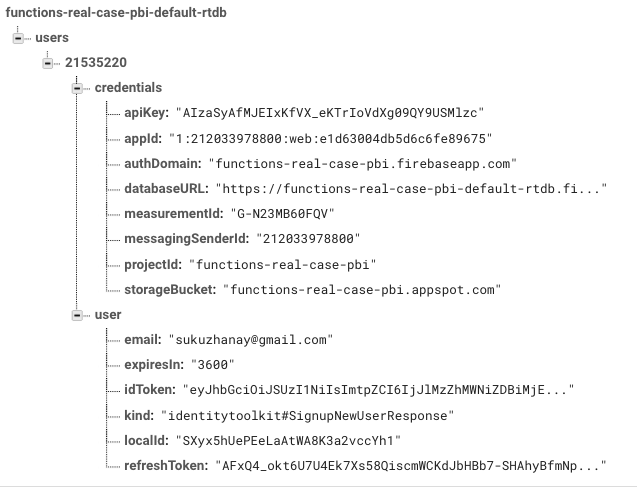 functions-real-case-pbi-default-rtdb
users
21535220
credentials
apiKey: "AIzaSyAfMJEIxKfVX_eKTrIoVdXg09QY9USMlzc"
appId: "1:212033978800:web:e1d63004db5d6c6fe89675"
authDomain: "functions-real-case-pbi.firebaseapp.com"
databaseURL: "https://functions-real-case-pbi-default-rtdb.fi..."
measurementId: "G-N23MB60FQV"
messagingSenderId: "212033978800"
projectId: "functions-real-case-pbi"
storageBucket: "functions-real-case-pbi.appspot.com"
user
email: "sukuzhanay@gmail.com"
expiresIn: "3600"
idToken: "eyJhbGciOiJSUzI1NiIsImtpZCI6IjJlMzZhMWNiZDBiMjE..."
kind: "identitytoolkit#SignupNewUserResponse"
localId: "SXyx5hUePEeLaAtWA8K3a2vccYh1"
refreshToken: "AFxQ4_okt6U7U4Ek7Xs58QiscmWCKdJbHBb7-SHAhyBfmNp..."